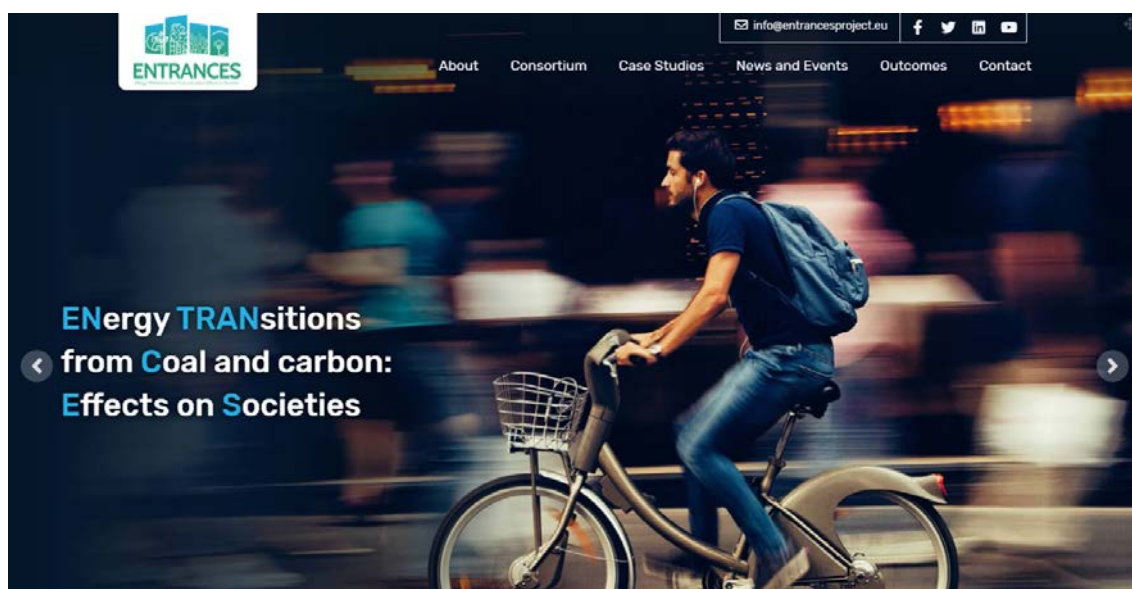 info@entrancesproject.eu
ENTRANCES
About Consortium Case Studies News and Events Outcomes Contact
ENergy TRANsitions
from Coal and carbon:
Effects on Societies